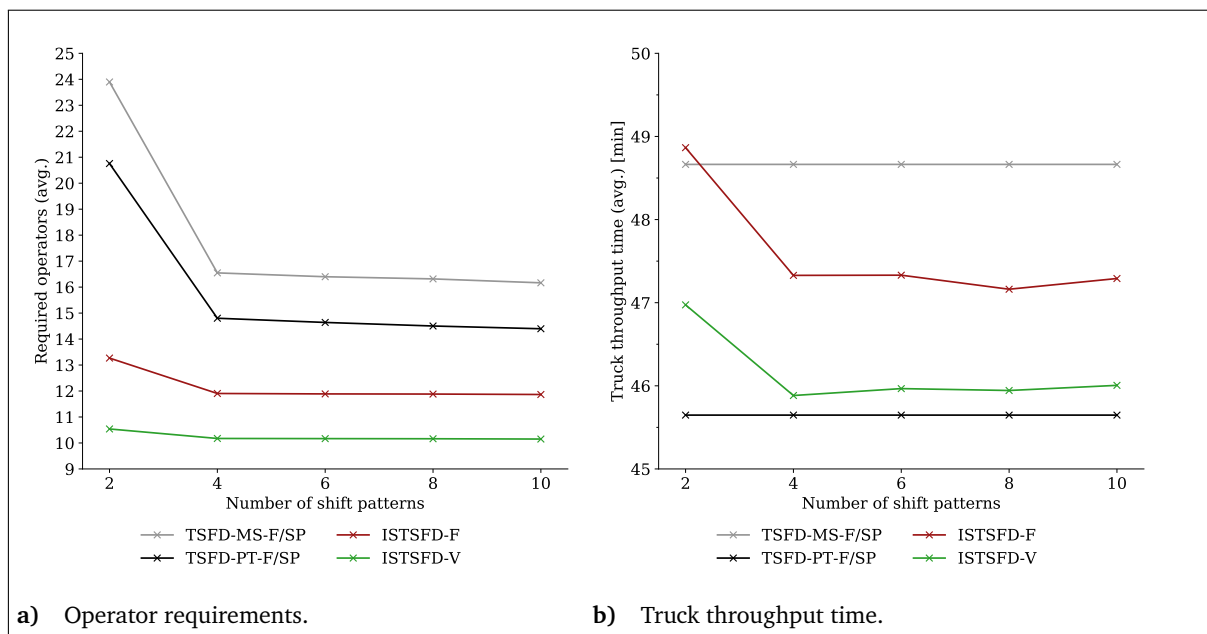 25
24
23
22
21
20
19
18
17
16
15
14
13
12
11
10
9
Required operators (avg.)
2 4 6 8 10
Number of shift patterns
TSFD-MS-F/SP ISTSFD-F
TSFD-PT-F/SP ISTSFD-V
a) Operator requirements.
50
49
48
47
46
45
Truck throughput time (avg.) [min]
2 4 6 8 10
Number of shift patterns
TSFD-MS-F/SP ISTSFD-F
TSFD-PT-F/SP ISTSFD-V
b) Truck throughput time.